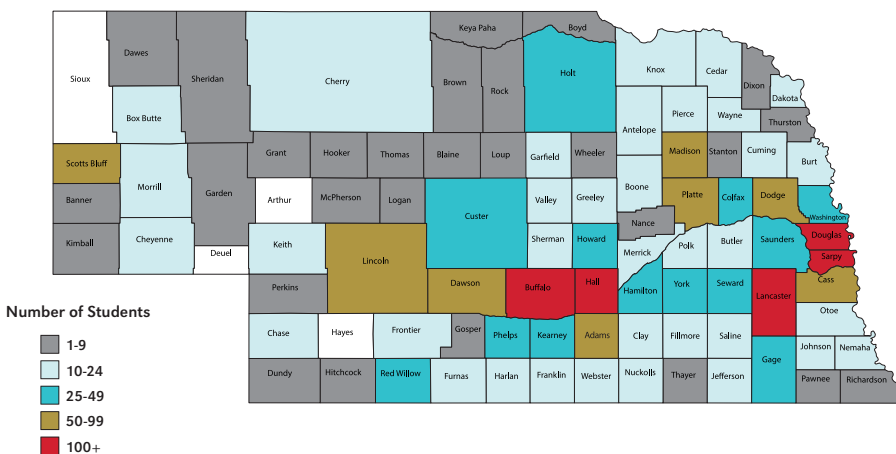 Keya Paha
Boyd
Dawes
Sioux
Sheridan
Cherry
Brown
Rock
Holt
Knox
Cedar
Dixon
Dakota
Box Butte
Antelope
Pierce
Wayne
Thurston
Scotts Bluff
Morrill
Grant
Hooker
Thomas
Blaine
Loup
Garfield
Wheeler
Madison
Stanton
Cuming
Burt
Banner
Garden
Arthur
McPherson
Logan
Custer
Valley
Greeley
Boone
Platte
Colfax
Dodge
Washington
Nance
Kimball
Cheyenne
Deuel
Keith
Lincoln
Sherman
Howard
Merrick
Polk
Butler
Saunders
Douglas
Sarpy
Perkins
Dawson
Buffalo
Hall
Hamilton
York
Seward
Lancaster
Cass
Otoe
Chase
Hayes
Frontier
Gosper
Phelps
Kearney
Adams
Clay
Fillmore
Saline
Johnson
Nemaha
Dundy
Hitchcock
Red Willow
Furnas
Harlan
Franklin
Webster
Nuckolls
Thayer
Jefferson
Gage
Pawnee
Richardson
Number of Students
1-9
10-24
25-49
50-99
100+